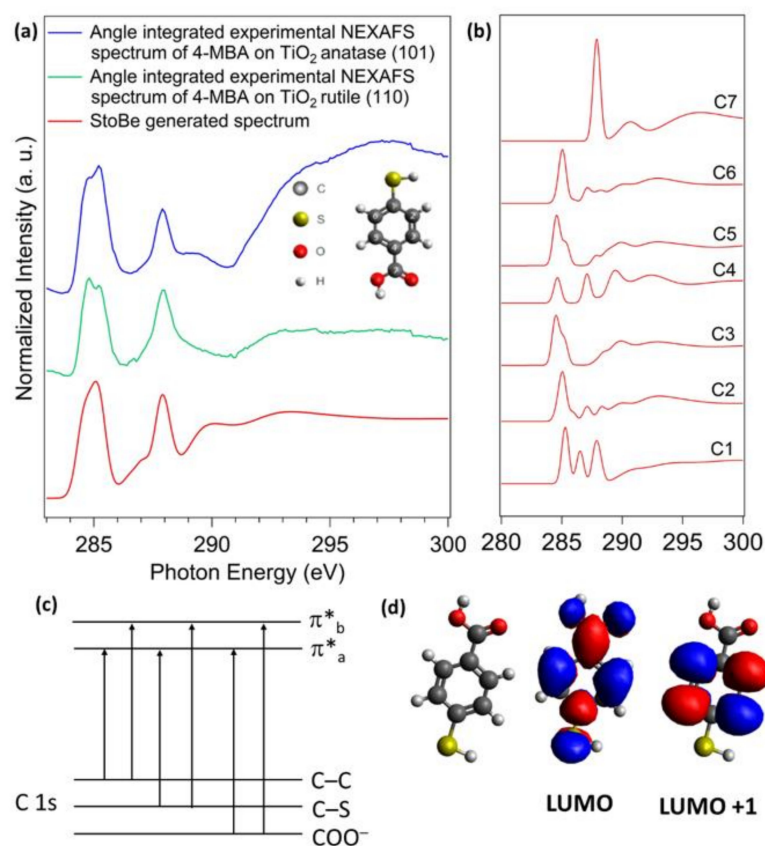 (a)
Angle integrated experimental NEXAFS
spectrum of 4-MBA on TiO₂ anatase (101)
Angle integrated experimental NEXAFS
spectrum of 4-MBA on TiO₂ rutile (110)
StoBe generated spectrum
C
S
O
H
Normalized Intensity (a. u.)
285 290 295 300
Photon Energy (eV)
(b)
C7
C6
C5
C4
C3
C2
C1
280 285 290 295 300
(c)
π*b
π*a
C 1s
C–C
C–S
COO⁻
(d)
LUMO
LUMO +1